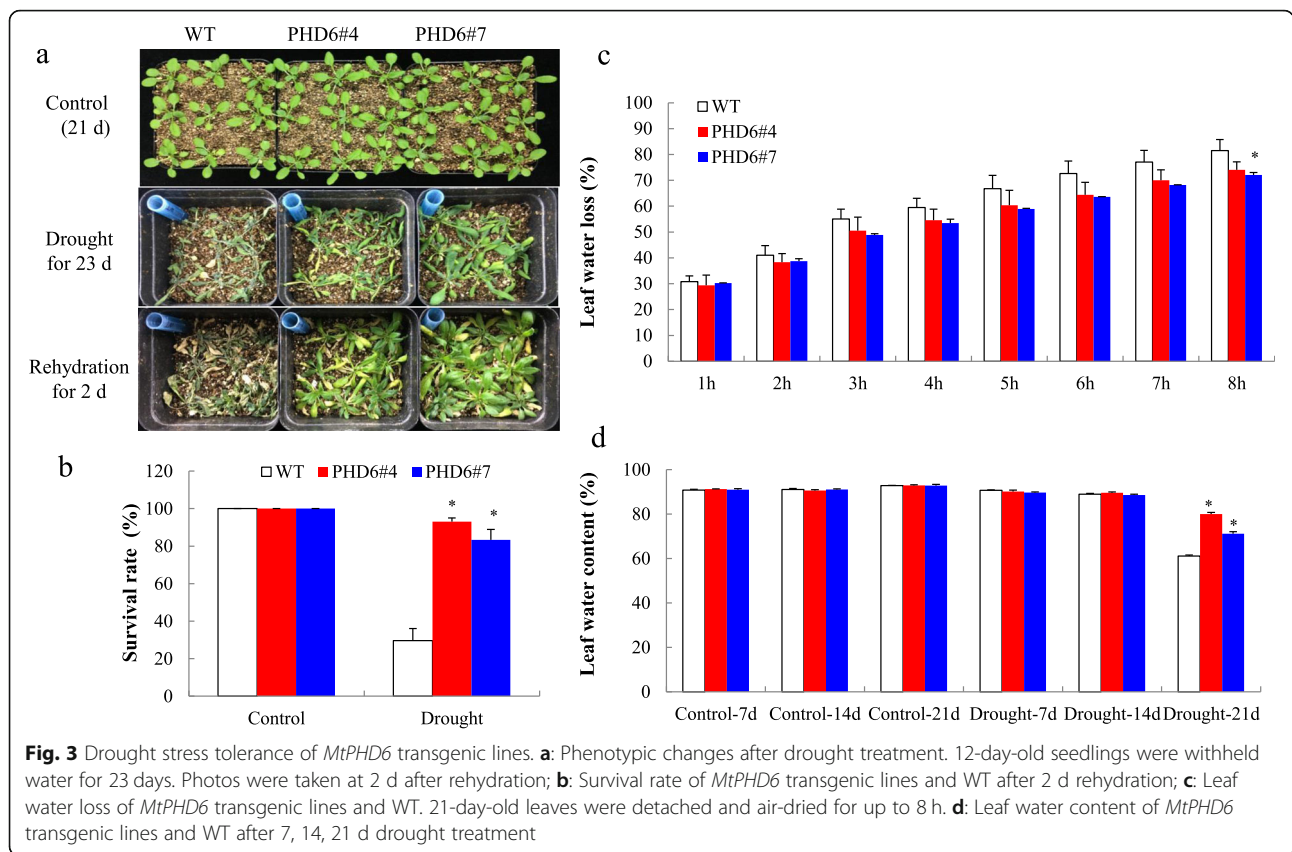 WT PHD6#4 PHD6#7
a
Control
(21 d)
Drought
for 23 d
Rehydration
for 2 d
b
WT PHD6#4 PHD6#7
Survival rate (%)
120
100
80
60
40
20
0
* *
Control Drought
c
WT
PHD6#4
PHD6#7
Leaf water loss (%)
100
90
80
70
60
50
40
30
20
10
0
*
1h 2h 3h 4h 5h 6h 7h 8h
d
Leaf water content (%)
100
80
60
40
20
0
* *
Control-7d Control-14d Control-21d Drought-7d Drought-14d Drought-21d
Fig. 3 Drought stress tolerance of MtPHD6 transgenic lines. a: Phenotypic changes after drought treatment. 12-day-old seedlings were withheld
water for 23 days. Photos were taken at 2 d after rehydration; b: Survival rate of MtPHD6 transgenic lines and WT after 2 d rehydration; c: Leaf
water loss of MtPHD6 transgenic lines and WT. 21-day-old leaves were detached and air-dried for up to 8 h. d: Leaf water content of MtPHD6
transgenic lines and WT after 7, 14, 21 d drought treatment